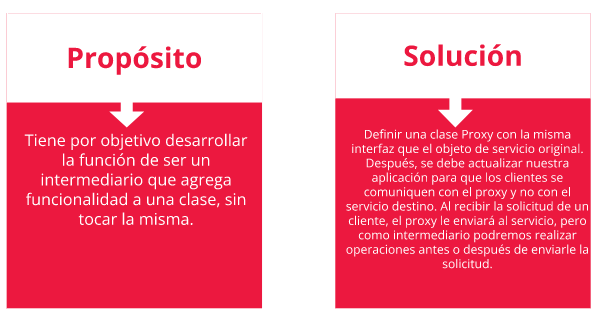 Propósito
Tiene por objetivo desarrollar
la función de ser un
intermediario que agrega
funcionalidad a una clase, sin
tocar la misma.
Solución
Definir una clase Proxy con la misma
interfaz que el objeto de servicio original.
Después, se debe actualizar nuestra
aplicación para que los clientes se
comuniquen con el proxy y no con el
servicio destino. Al recibir la solicitud de un
cliente, el proxy le enviará al servicio, pero
como intermediario podremos realizar
operaciones antes o después de enviarle la
solicitud.